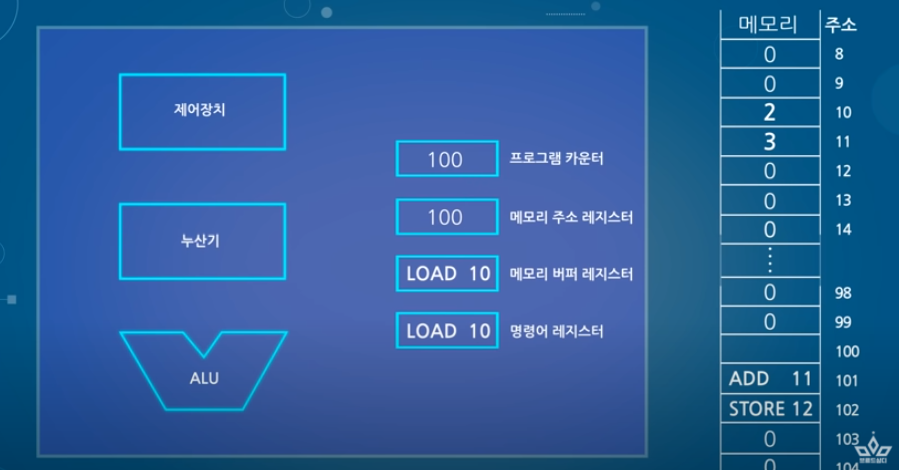 메모리 주소
0 8
0 9
2 10
3 11
0 12
0 13
0 14
⋮
0 98
0 99
100
ADD 11 101
STORE 12 102
0 103
0 104
제어장치
누산기
ALU
100 프로그램 카운터
100 메모리 주소 레지스터
LOAD 10 메모리 버퍼 레지스터
LOAD 10 명령어 레지스터